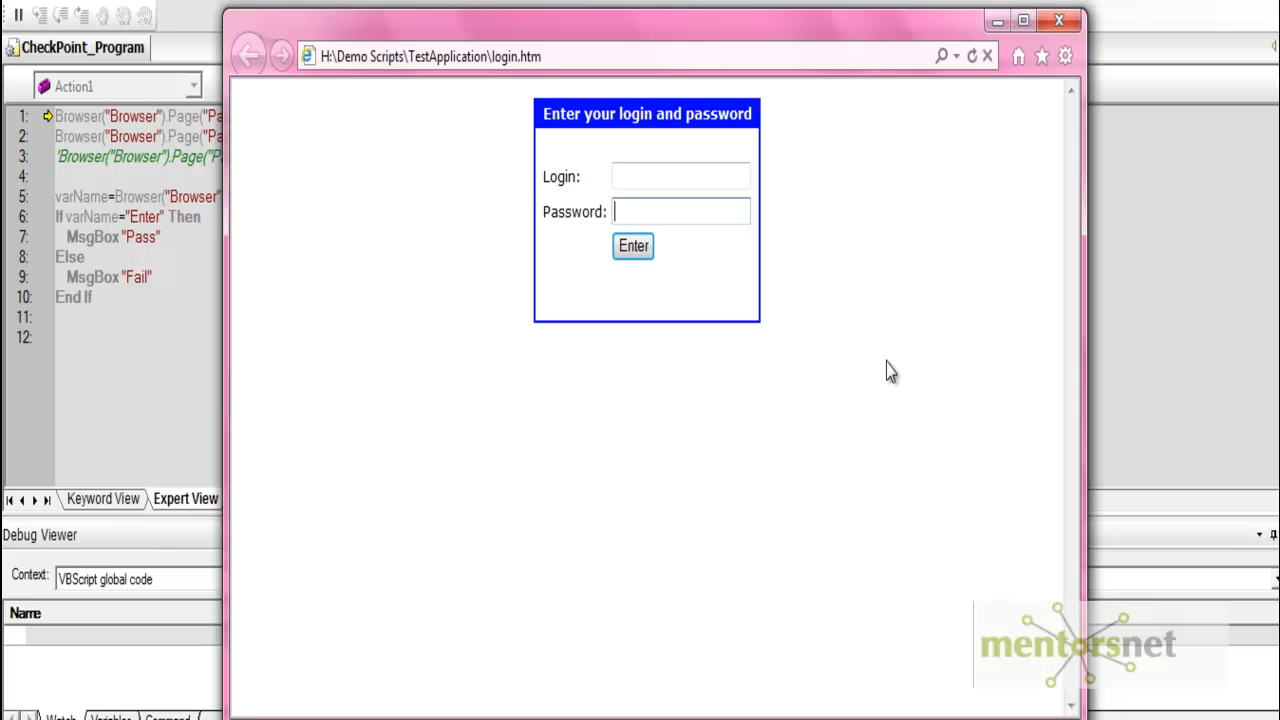 H:\Demo Scripts\TestApplication\login.htm
CheckPoint_Program
Action1
Enter your login and password
Login:
Password:
Enter
1: Browser("Browser").Page("Pa
2: Browser("Browser").Page("Pa
3: 'Browser("Browser").Page("P
4:
5: varName=Browser("Browser"
6: If varName="Enter" Then
7: MsgBox "Pass"
8: Else
9: MsgBox "Fail"
10: End If
11:
12:
Keyword View Expert View
Debug Viewer
Context: VBScript global code
Name
Watch Variables Command
mentorsnet